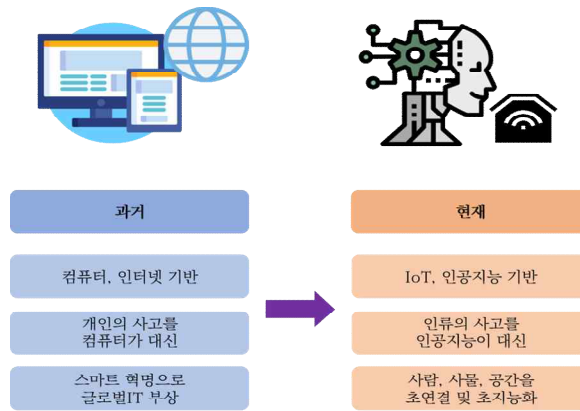 과거
컴퓨터, 인터넷 기반
개인의 사고를
컴퓨터가 대신
스마트 혁명으로
글로벌IT 부상
현재
IoT, 인공지능 기반
인류의 사고를
인공지능이 대신
사람, 사물, 공간을
초연결 및 초지능화